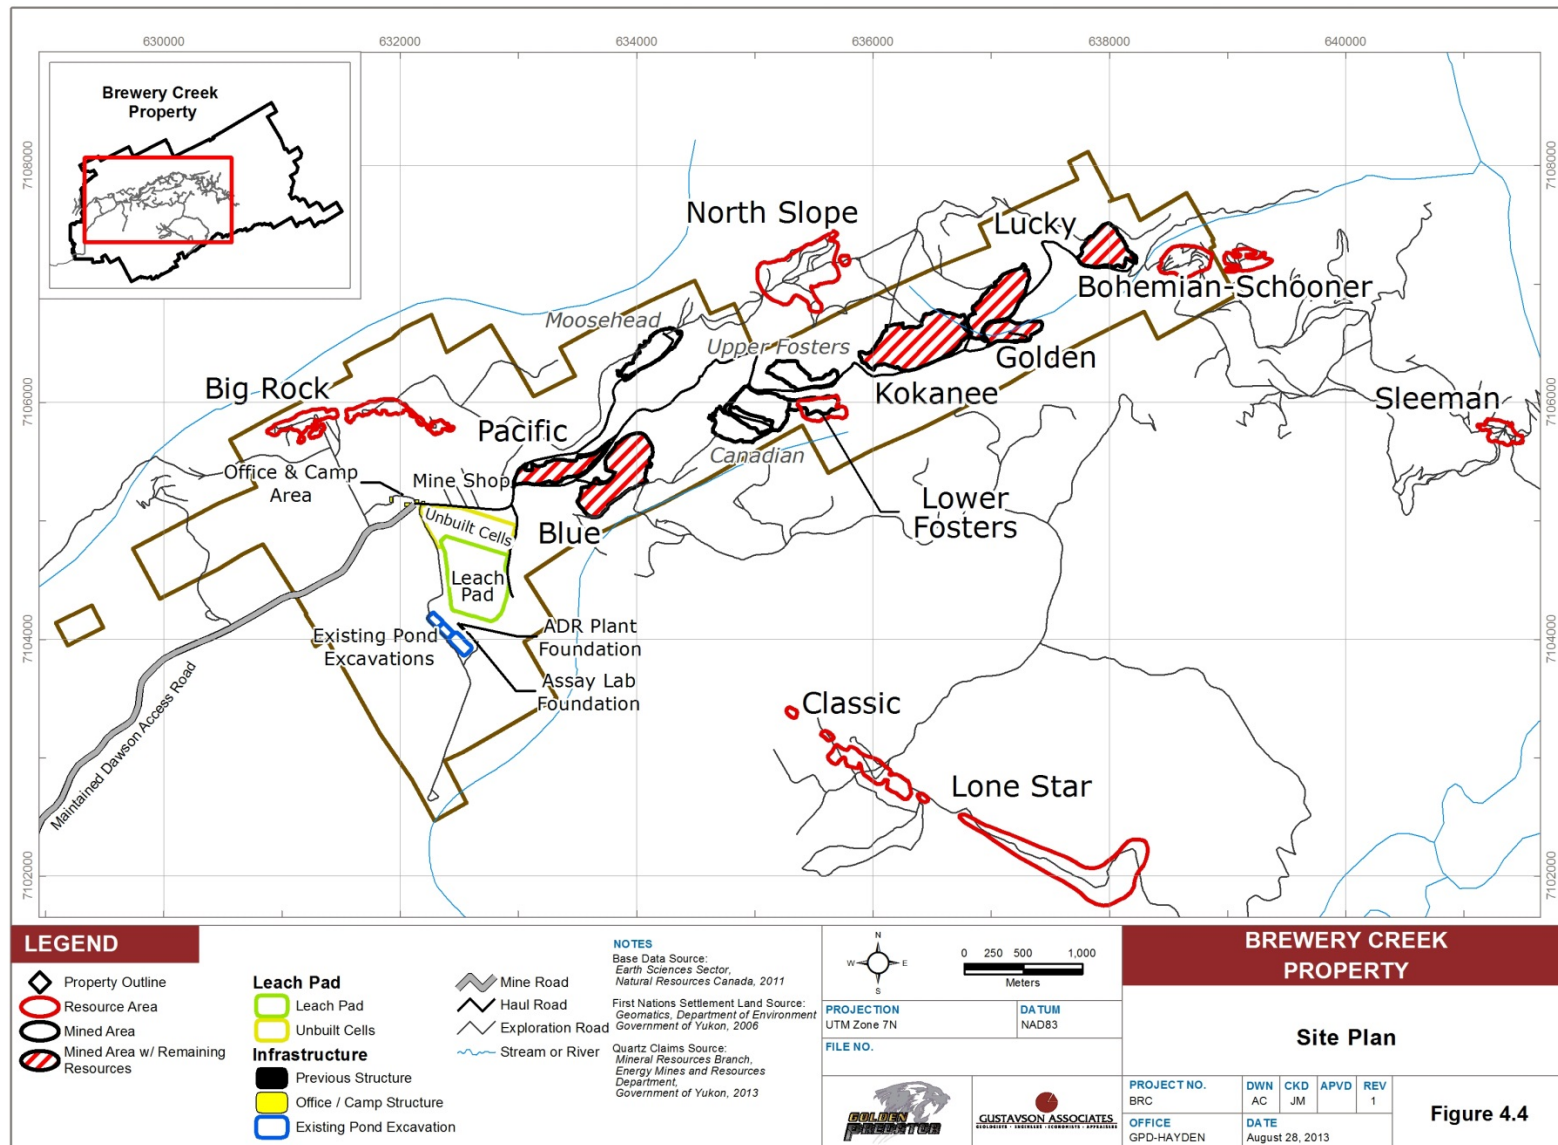 630000
632000
634000
636000
638000
640000
7108000
7108000
7106000
7106000
7104000
7104000
7102000
7102000
Brewery Creek
Property
North Slope
Lucky
Bohemian-Schooner
Moosehead
Upper Fosters
Golden
Kokanee
Sleeman
Big Rock
Pacific
Canadian
Office & Camp
Area
Mine Shop
Unbuilt Cells
Blue
Lower
Fosters
Leach
Pad
Existing Pond
Excavations
ADR Plant
Foundation
Assay Lab
Foundation
Maintained Dawson Access Road
Classic
Lone Star
LEGEND
Property Outline
Resource Area
Mined Area
Mined Area w/ Remaining
Resources
Leach Pad
Leach Pad
Unbuilt Cells
Infrastructure
Previous Structure
Office / Camp Structure
Existing Pond Excavation
Mine Road
Haul Road
Exploration Road
Stream or River
NOTES
Base Data Source:
Earth Sciences Sector,
Natural Resources Canada, 2011
First Nations Settlement Land Source:
Geomatics, Department of Environment
Government of Yukon, 2006
Quartz Claims Source:
Mineral Resources Branch,
Energy Mines and Resources
Department,
Government of Yukon, 2013
N
W
E
S
0 250 500 1,000
Meters
PROJECTION
UTM Zone 7N
DATUM
NAD83
FILE NO.
GOLDEN
PREDATOR
GUSTAVSON ASSOCIATES
GEOLOGISTS • ENGINEERS • ECONOMISTS • APPRAISERS
BREWERY CREEK
PROPERTY
Site Plan
PROJECT NO.
BRC
DWN
AC
CKD
JM
APVD
REV
1
OFFICE
GPD-HAYDEN
DATE
August 28, 2013
Figure 4.4